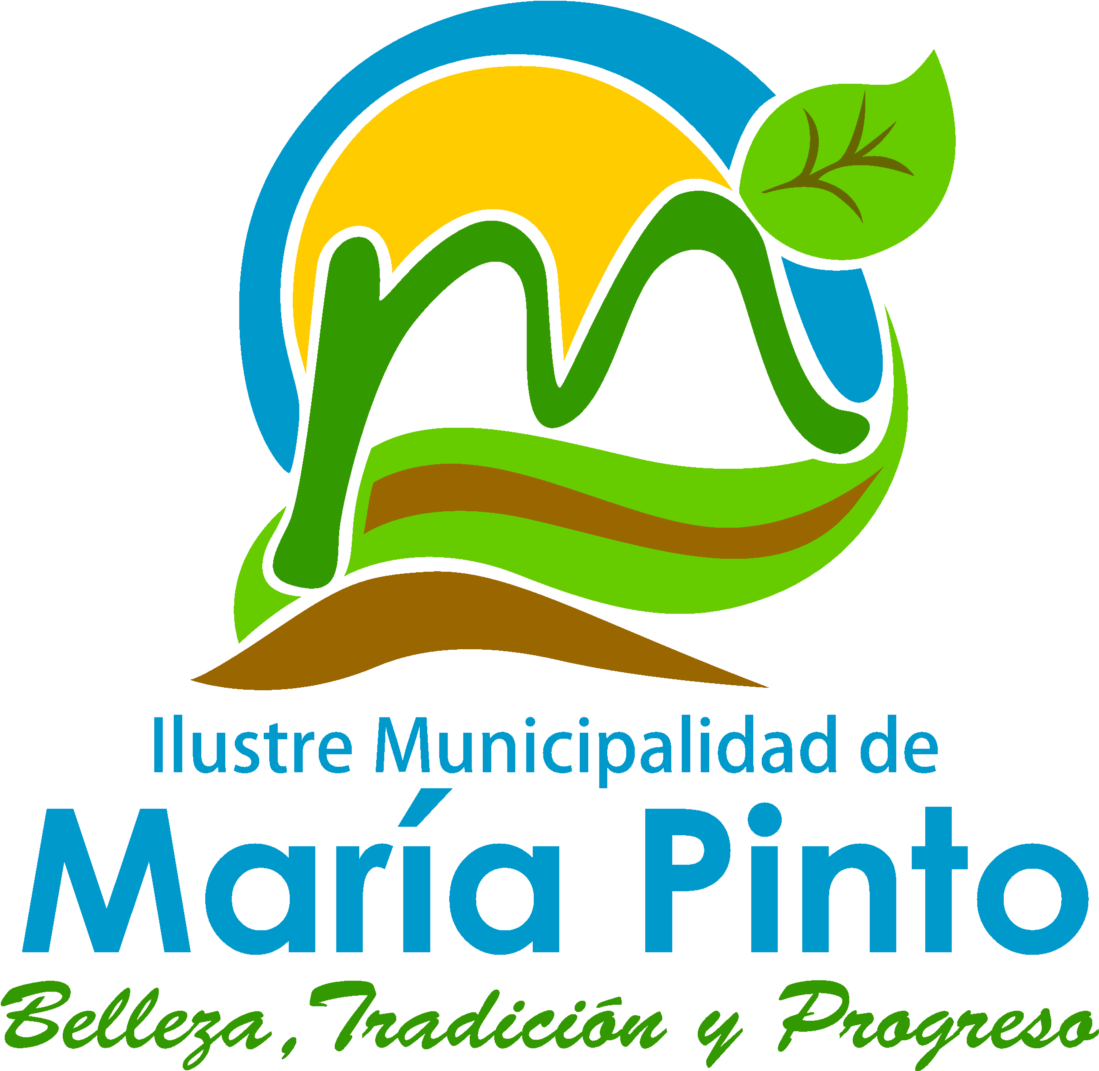 Ilustre Municipalidad de
María Pinto
Belleza, Tradición y Progreso